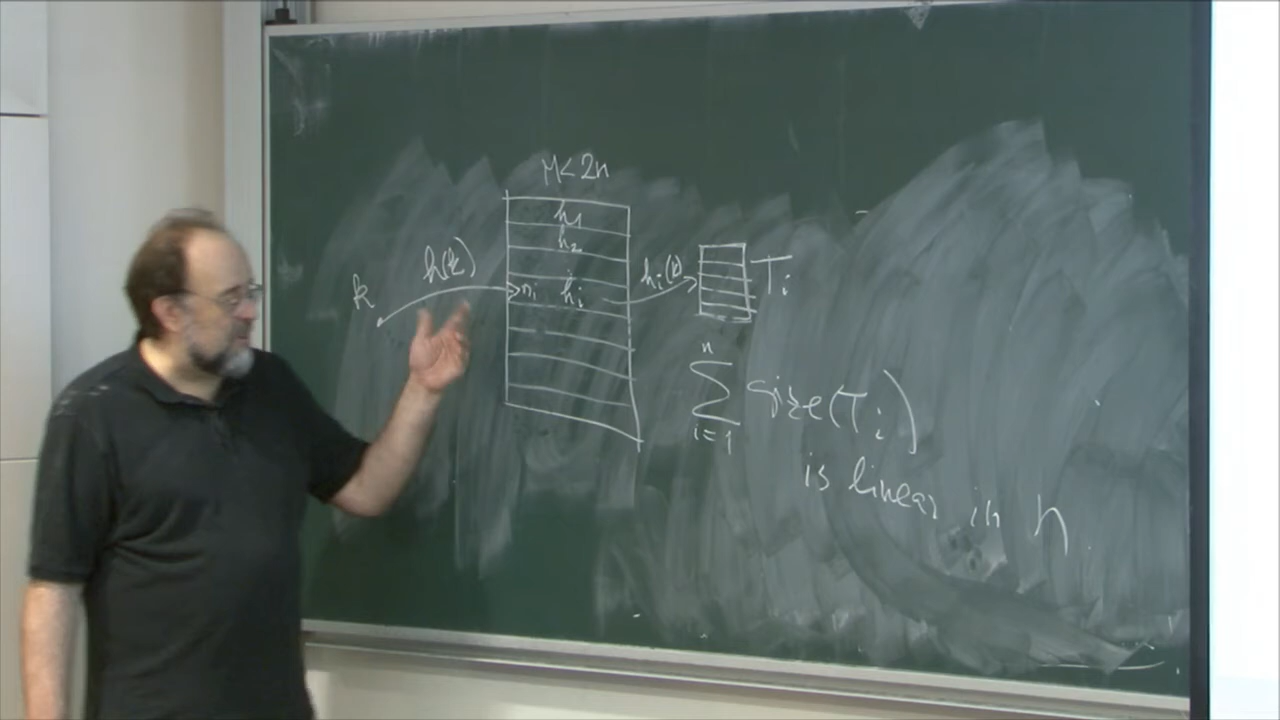 M<2n
h₁
h₂
k h(k) nᵢ hᵢ hᵢ(k) Tᵢ
n
∑ size(Tᵢ)
i=1
is linear in n